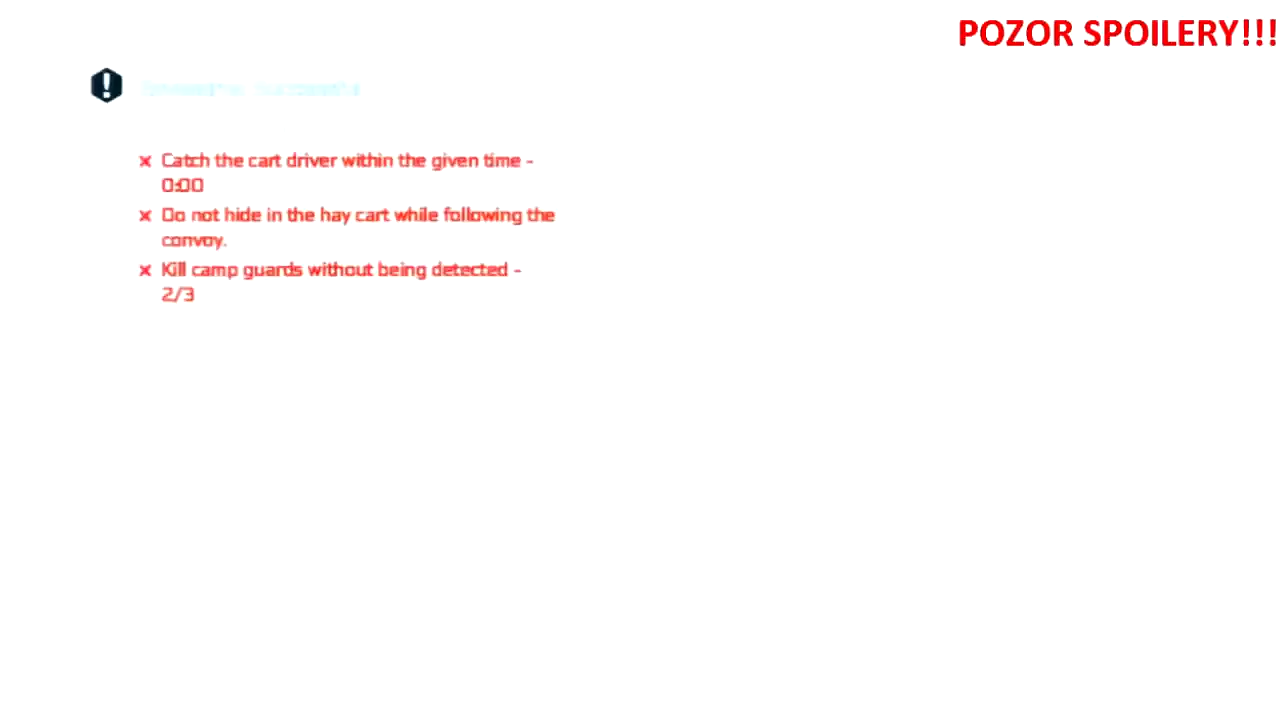 POZOR SPOILERY!!!
× Catch the cart driver within the given time -
0:00
× Do not hide in the hay cart while following the
convoy.
× Kill camp guards without being detected -
2/3